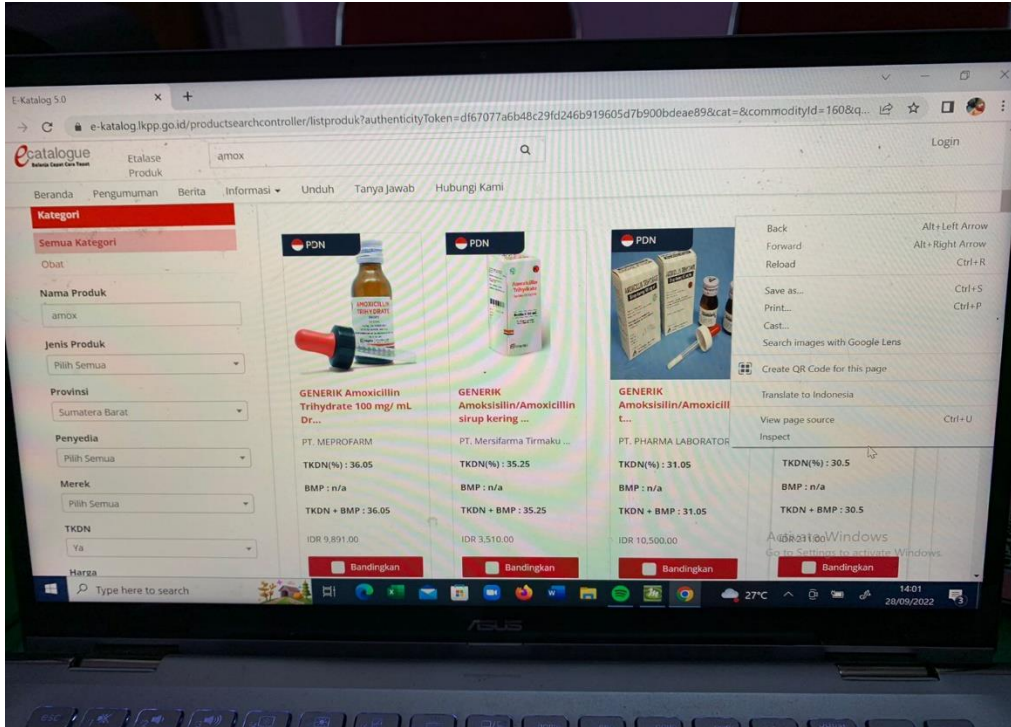 E-Katalog 5.0
e-katalog.lkpp.go.id/productsearchcontroller/listproduk?authenticityToken=df67077a6b48c29fd246b919605d7b900bdeae89&cat=&commodityId=160&q...
ecatalogue
Etalase Produk
amox
Login
Beranda Pengumuman Berita Informasi Unduh Tanya Jawab Hubungi Kami
Kategori
Semua Kategori
Obat
Nama Produk
amox
Jenis Produk
Pilih Semua
Provinsi
Sumatera Barat
Penyedia
Pilih Semua
Merek
Pilih Semua
TKDN
Ya
Harga
PDN
AMOXICILLIN
TRIHYDRATE
GENERIK Amoxicillin
Trihydrate 100 mg/ mL
Dr...
PT. MEPROFARM
TKDN(%) : 36.05
BMP : n/a
TKDN + BMP : 36.05
IDR 9,891.00
Bandingkan
PDN
GENERIK
Amoksisilin/Amoxicillin
sirup kering ...
PT. Mersifarma Tirmaku ...
TKDN(%) : 35.25
BMP : n/a
TKDN + BMP : 35.25
IDR 3,510.00
Bandingkan
PDN
GENERIK
Amoksisilin/Amoxicill
t...
PT. PHARMA LABORATOR
TKDN(%) : 31.05
BMP : n/a
TKDN + BMP : 31.05
IDR 10,500.00
Bandingkan
Back Alt+Left Arrow
Forward Alt+Right Arrow
Reload Ctrl+R
Save as... Ctrl+S
Print... Ctrl+P
Cast...
Search images with Google Lens
Create QR Code for this page
Translate to Indonesia
View page source Ctrl+U
Inspect
TKDN(%) : 30.5
BMP : n/a
TKDN + BMP : 30.5
Activate Windows
Go to Settings to activate Windows.
Bandingkan
Type here to search
27°C
14:01
28/09/2022
ASUS
esc